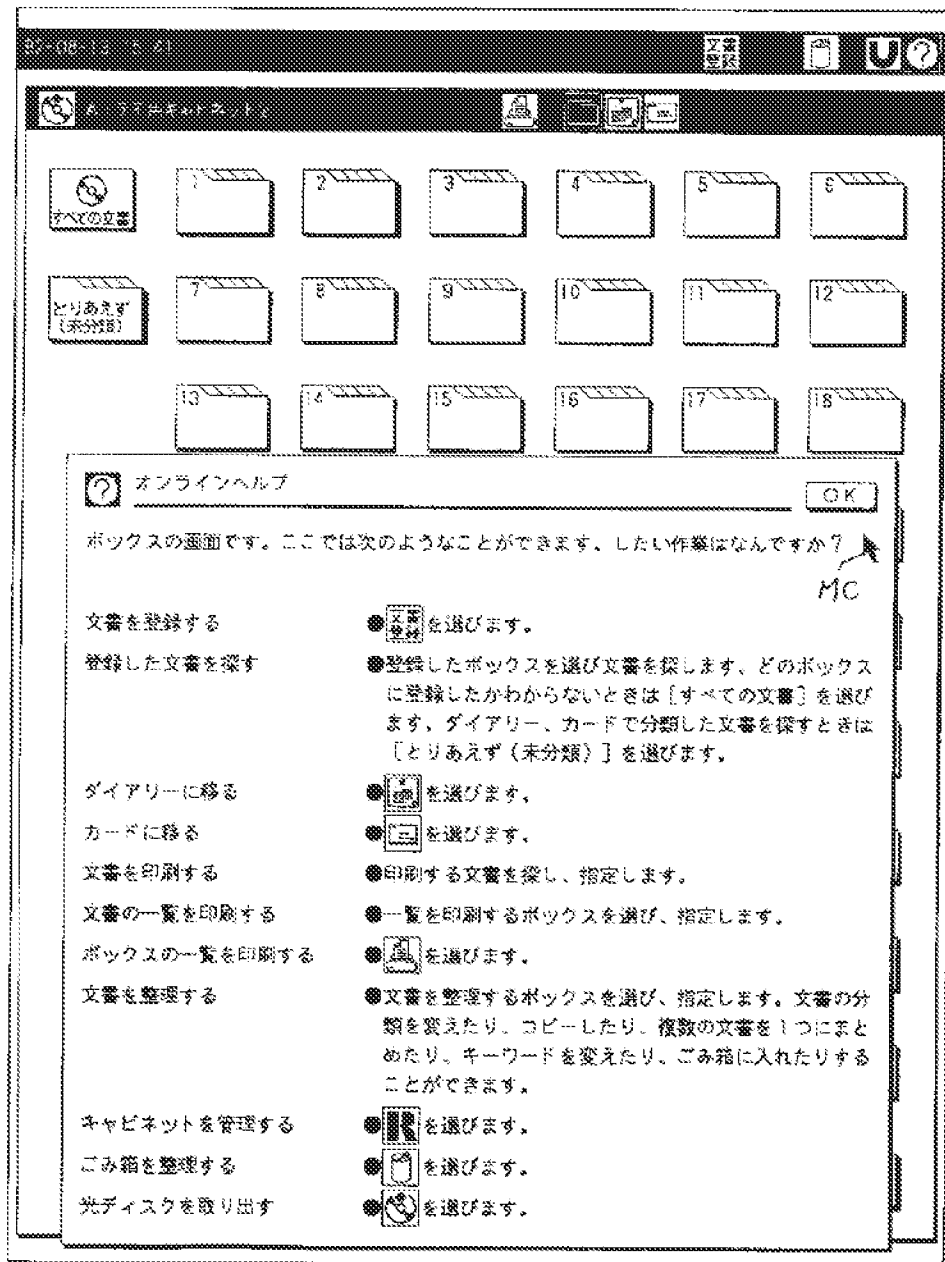 文書
登録
?
すべての文書
1
2
3
4
5
6
とりあえず
(未分類)
7
8
9
10
11
12
13
14
15
16
17
18
? オンラインヘルプ
OK
ボックスの画面です。ここでは次のようなことができます、したい作業はなんですか?
MC
文書を登録する ●文書登録を選びます。
登録した文書を探す ●登録したボックスを選び文書を探します、どのボックス
に登録したかわからないときは[すべての文書]を選び
ます、ダイアリー、カードで分類した文書を探すときは
[とりあえず(未分類)]を選びます。
ダイアリーに移る ●を選びます。
カードに移る ●を選びます。
文書を印刷する ●印刷する文書を探し、指定します。
文書の一覧を印刷する ●一覧を印刷するボックスを選び、指定します。
ボックスの一覧を印刷する ●を選びます。
文書を整理する ●文書を整理するボックスを選び、指定します。文書の分
類を変えたり、コピーしたり、複数の文書を1つにまと
めたり、キーワードを変えたり、ごみ箱に入れたりする
ことができます。
キャビネットを管理する ●を選びます。
ごみ箱を整理する ●を選びます。
光ディスクを取り出す ●を選びます。